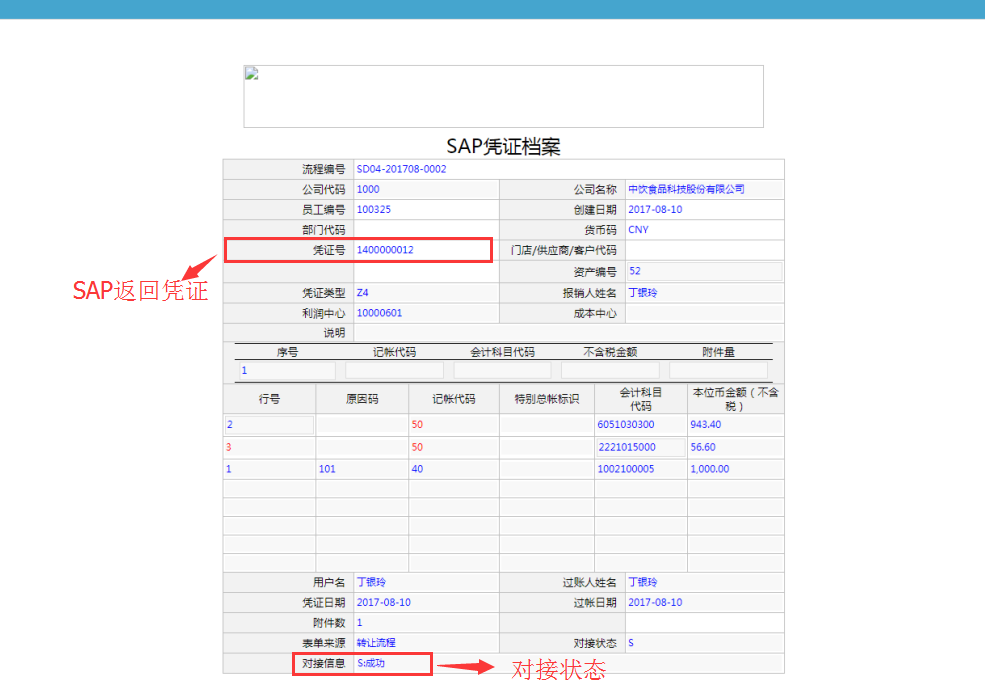 SAP凭证档案
流程编号 SD04-201708-0002
公司代码 1000 公司名称 中饮食品科技股份有限公司
员工编号 100325 创建日期 2017-08-10
部门代码 货币码 CNY
凭证号 1400000012 门店/供应商/客户代码
SAP返回凭证
资产编号 52
凭证类型 Z4 报销人姓名 丁银玲
利润中心 10000601 成本中心
说明
序号 记帐代码 会计科目代码 不含税金额 附件量
1
行号 原因码 记帐代码 特别总帐标识 会计科目代码 本位币金额（不含税）
2 50 6051030300 943.40
3 50 2221015000 56.60
1 101 40 1002100005 1,000.00
用户名 丁银玲 过账人姓名 丁银玲
凭证日期 2017-08-10 过帐日期 2017-08-10
附件数 1
表单来源 转让流程 对接状态 S
对接信息 S:成功 对接状态